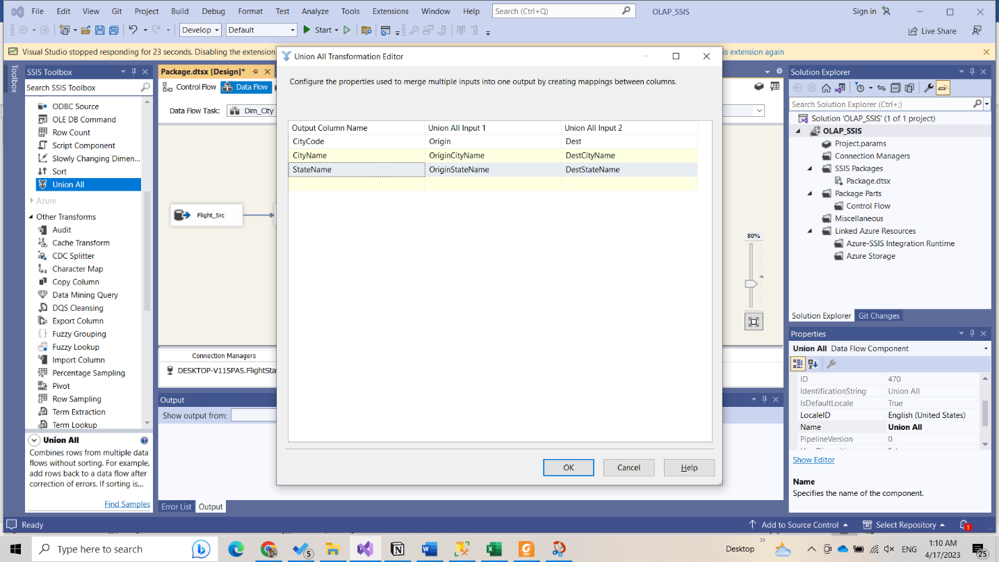 File Edit View Git Project Build Debug Format Test Analyze Tools Extensions Window Help Search (Ctrl+Q) OLAP_SSIS Sign in
Develop Default Start Live Share
Visual Studio stopped responding for 23 seconds. Disabling the extension
is extension again
Toolbox
SSIS Toolbox
Search SSIS Toolbox
ODBC Source
OLE DB Command
Row Count
Script Component
Slowly Changing Dimen...
Sort
Union All
Azure
Other Transforms
Audit
Cache Transform
CDC Splitter
Character Map
Copy Column
Data Mining Query
DQS Cleansing
Export Column
Fuzzy Grouping
Fuzzy Lookup
Import Column
Percentage Sampling
Pivot
Row Sampling
Term Extraction
Term Lookup
Union All
Combines rows from multiple data
flows without sorting. For example,
add rows back to a data flow after
correction of errors. If sorting is...
Find Samples
Package.dtsx [Design]*
Control Flow Data Flow
Data Flow Task: Dim_City
Flight_Src
80%
Connection Managers
DESKTOP-V115PA5.FlightSta
Output
Show output from:
Error List Output
Union All Transformation Editor
Configure the properties used to merge multiple inputs into one output by creating mappings between columns.
Output Column Name Union All Input 1 Union All Input 2
CityCode Origin Dest
CityName OriginCityName DestCityName
StateName OriginStateName DestStateName
OK Cancel Help
Solution Explorer
Search Solution Explorer (Ctrl+;)
Solution 'OLAP_SSIS' (1 of 1 project)
OLAP_SSIS
Project.params
Connection Managers
SSIS Packages
Package.dtsx
Package Parts
Control Flow
Miscellaneous
Linked Azure Resources
Azure-SSIS Integration Runtime
Azure Storage
Solution Explorer Git Changes
Properties
Union All Data Flow Component
ID 470
IdentificationString Union All
IsDefaultLocale True
LocaleID English (United States)
Name Union All
PipelineVersion 0
Show Editor
Name
Specifies the name of the component.
Ready Add to Source Control Select Repository 1
Type here to search 5 Desktop ENG 1:10 AM
4/17/2023 25